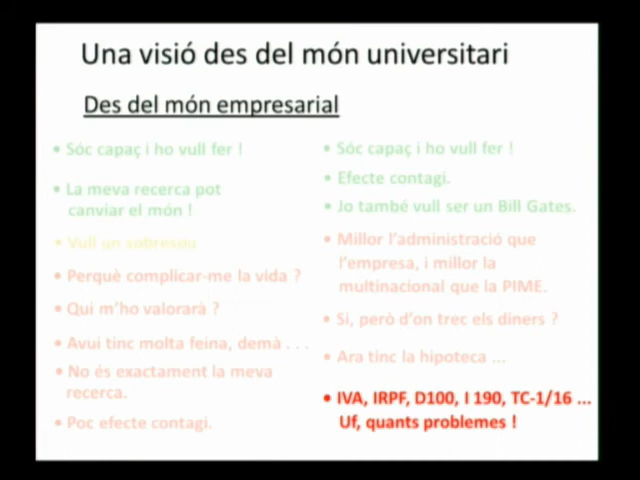 Una visió des del món universitari
Des del món empresarial
• Sóc capaç i ho vull fer !
• La meva recerca pot
canviar el món !
• Vull un sobresou
• Perquè complicar-me la vida ?
• Qui m'ho valorarà ?
• Avui tinc molta feina, demà . . .
• No és exactament la meva
recerca.
• Poc efecte contagi.
• Sóc capaç i ho vull fer !
• Efecte contagi.
• Jo també vull ser un Bill Gates.
• Millor l'administració que
l'empresa, i millor la
multinacional que la PIME.
• Si, però d'on trec els diners ?
• Ara tinc la hipoteca ...
• IVA, IRPF, D100, I 190, TC-1/16 ...
Uf, quants problemes !